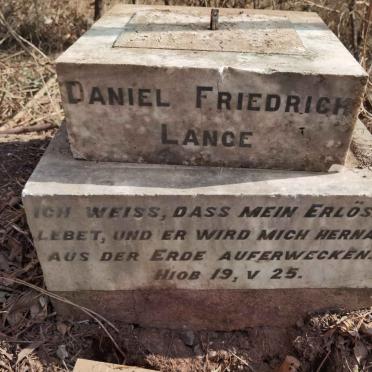 DANIEL FRIEDRICH
LANGE
ICH WEISS, DASS MEIN ERLÖS
LEBET, UND ER WIRD MICH HERNA
AUS DER ERDE AUFERWECKEN.
HIOB 19, V 25.